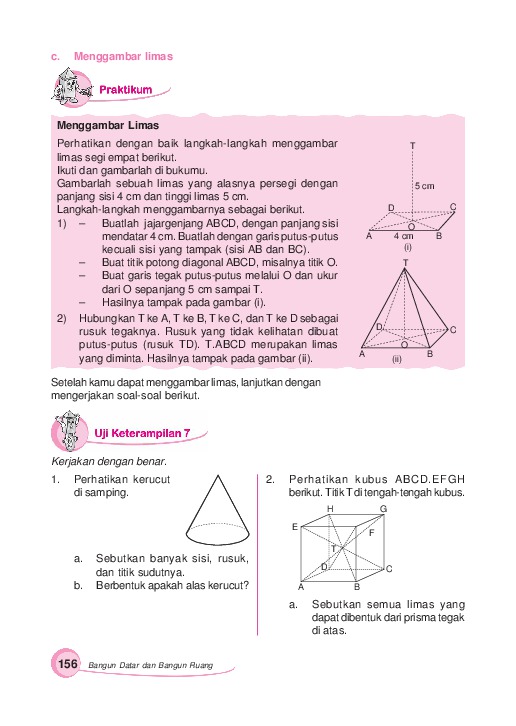 c. Menggambar limas
Praktikum
Menggambar Limas
Perhatikan dengan baik langkah-langkah menggambar
limas segi empat berikut.
Ikuti dan gambarlah di bukumu.
Gambarlah sebuah limas yang alasnya persegi dengan
panjang sisi 4 cm dan tinggi limas 5 cm.
Langkah-langkah menggambarnya sebagai berikut.
1) – Buatlah jajargenjang ABCD, dengan panjang sisi
mendatar 4 cm. Buatlah dengan garis putus-putus
kecuali sisi yang tampak (sisi AB dan BC).
– Buat titik potong diagonal ABCD, misalnya titik O.
– Buat garis tegak putus-putus melalui O dan ukur
dari O sepanjang 5 cm sampai T.
– Hasilnya tampak pada gambar (i).
2) Hubungkan T ke A, T ke B, T ke C, dan T ke D sebagai
rusuk tegaknya. Rusuk yang tidak kelihatan dibuat
putus-putus (rusuk TD). T.ABCD merupakan limas
yang diminta. Hasilnya tampak pada gambar (ii).
T
5 cm
D C
O
A 4 cm B
(i)
T
D C
O
A B
(ii)
Setelah kamu dapat menggambar limas, lanjutkan dengan
mengerjakan soal-soal berikut.
Uji Keterampilan 7
Kerjakan dengan benar.
1. Perhatikan kerucut
di samping.
a. Sebutkan banyak sisi, rusuk,
dan titik sudutnya.
b. Berbentuk apakah alas kerucut?
2. Perhatikan kubus ABCD.EFGH
berikut. Titik T di tengah-tengah kubus.
H G
E F
T
D C
A B
a. Sebutkan semua limas yang
dapat dibentuk dari prisma tegak
di atas.
156 Bangun Datar dan Bangun Ruang